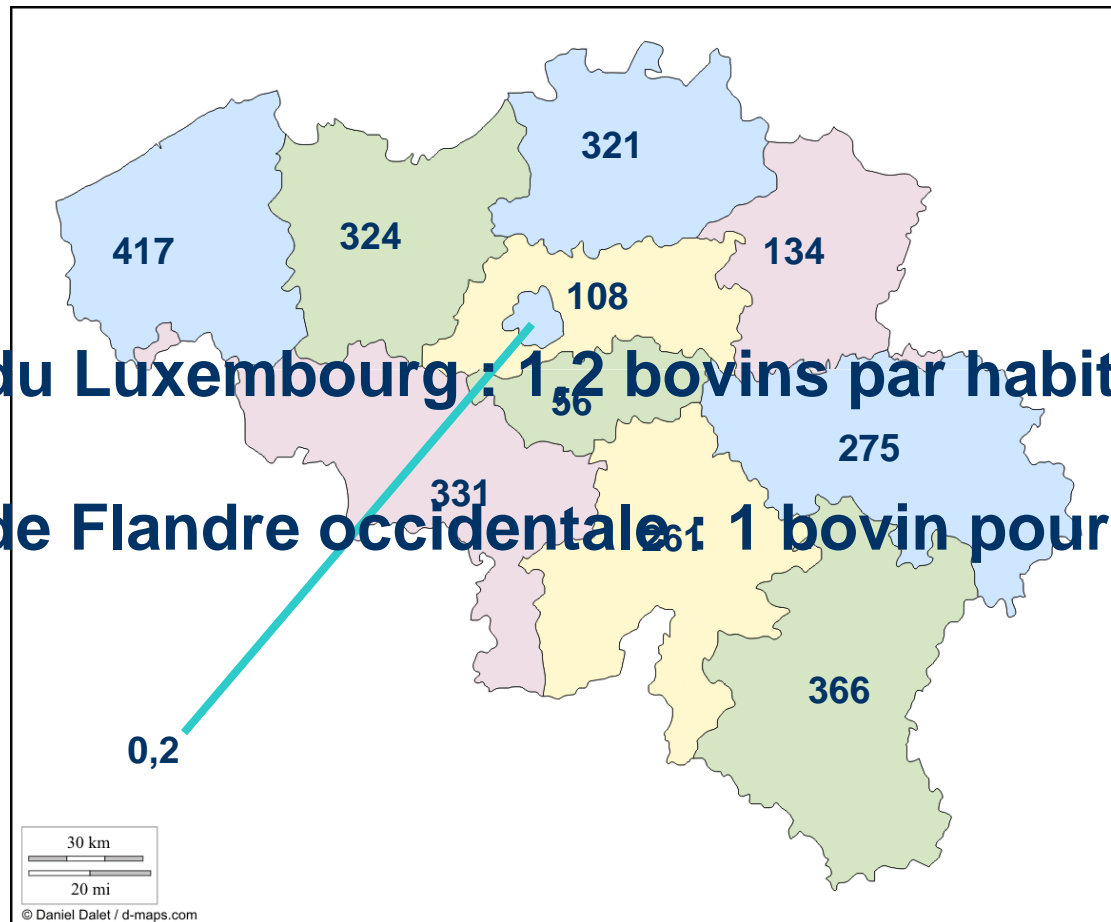 321
417
324
134
108
du Luxembourg : 1,2 bovins par habit
56
275
331
de Flandre occidentale : 1 bovin pour
261
366
0,2
30 km
20 mi
© Daniel Dalet / d-maps.com